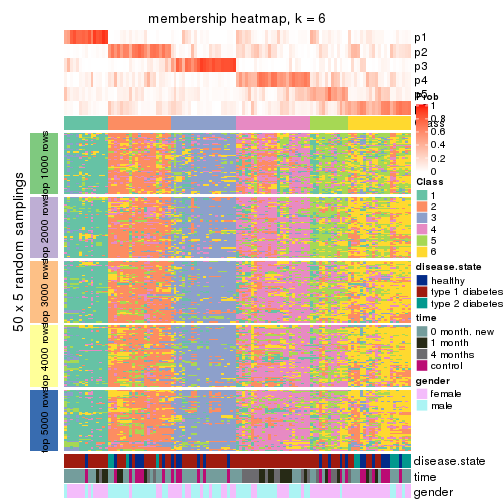 membership heatmap, k = 6
p1
p2
p3
p4
p5
Prob
1
0.8
0.6
0.4
0.2
0
Class
Class
1
2
3
4
5
6
50 x 5 random samplings
top 1000 rows
top 2000 rows
top 3000 rows
top 4000 rows
top 5000 rows
disease.state
healthy
type 1 diabetes
type 2 diabetes
time
0 month. new
1 month
4 months
control
gender
female
male
disease.state
time
gender